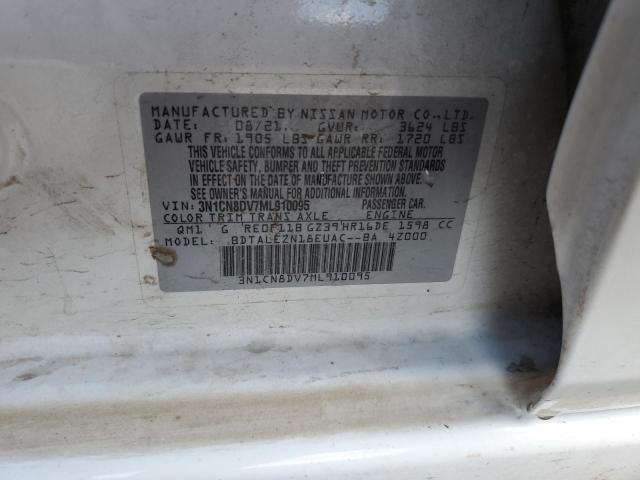 MANUFACTURED BY NISSAN MOTOR CO., LTD.
DATE: 08/21 GVWR: 3624 LBS
GAWR FR: 1905 LBS GAWR RR: 1720 LBS
THIS VEHICLE CONFORMS TO ALL APPLICABLE FEDERAL MOTOR
VEHICLE SAFETY, BUMPER AND THEFT PREVENTION STANDARDS
IN EFFECT ON THE DATE OF MANUFACTURE SHOWN ABOVE.
SEE OWNER'S MANUAL FOR ADDITIONAL INFORMATION.
VIN: 3N1CN8DV7ML910095 PASSENGER CAR
COLOR TRIM TRANS AXLE ENGINE
QM1 G RE0F11B GZ39 HR16DE 1598 CC
MODEL: BDTALEZN16EUAC--BA 4Z000
3N1CN8DV7ML910095